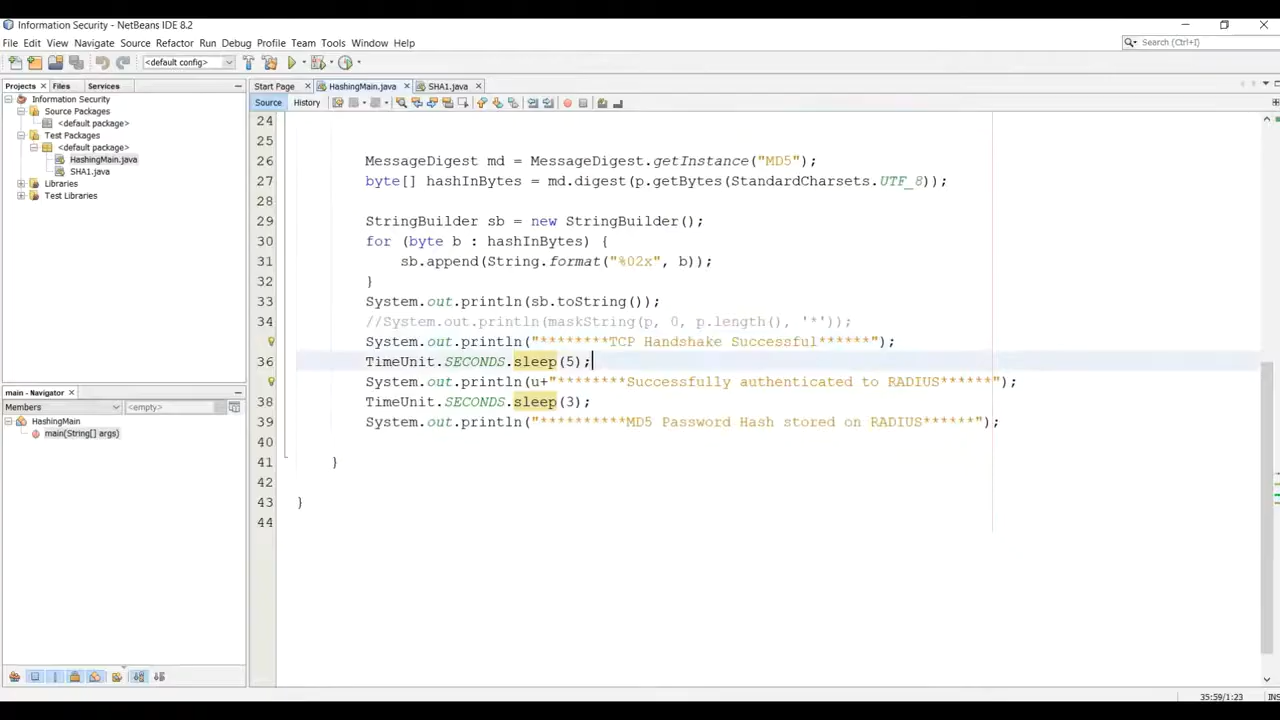 Information Security - NetBeans IDE 8.2
File Edit View Navigate Source Refactor Run Debug Profile Team Tools Window Help
Search (Ctrl+I)
<default config>
Projects Files Services
Start Page HashingMain.java SHA1.java
Source History
Information Security
Source Packages
<default package>
Test Packages
<default package>
HashingMain.java
SHA1.java
Libraries
Test Libraries
main - Navigator
Members <empty>
HashingMain
main(String[] args)
24
25
26 MessageDigest md = MessageDigest.getInstance("MD5");
27 byte[] hashInBytes = md.digest(p.getBytes(StandardCharsets.UTF_8));
28
29 StringBuilder sb = new StringBuilder();
30 for (byte b : hashInBytes) {
31 sb.append(String.format("%02x", b));
32 }
33 System.out.println(sb.toString());
34 //System.out.println(maskString(p, 0, p.length(), '*'));
System.out.println("********TCP Handshake Successful******");
36 TimeUnit.SECONDS.sleep(5);
System.out.println(u+"********Successfully authenticated to RADIUS******");
38 TimeUnit.SECONDS.sleep(3);
39 System.out.println("**********MD5 Password Hash stored on RADIUS******");
40
41 }
42
43 }
44
35:59/1:23 INS